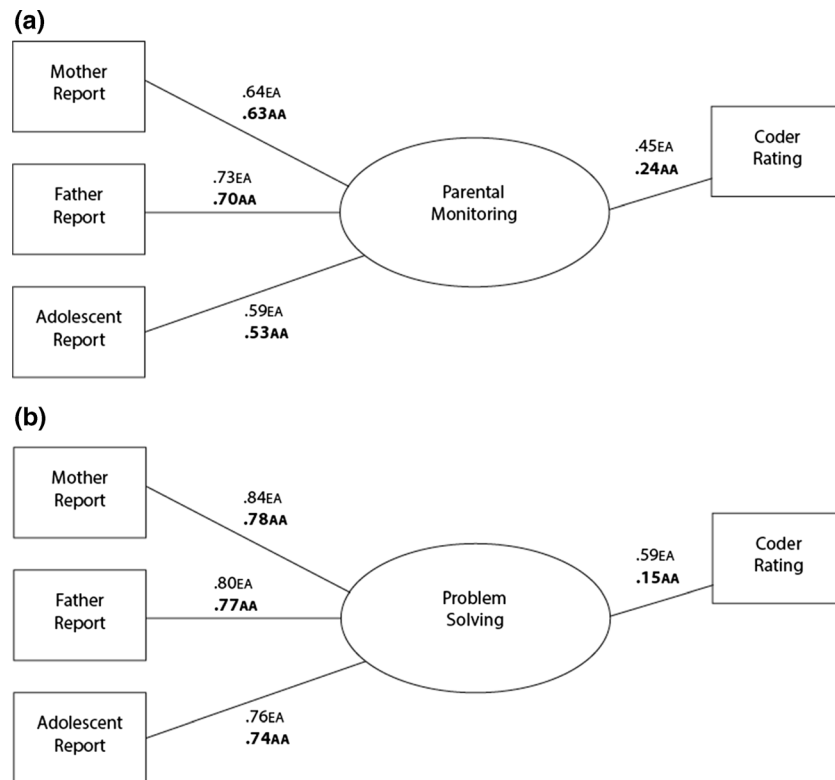 (a)
Mother
Report
.64EA
.63AA
Father
Report
.73EA
.70AA
Adolescent
Report
.59EA
.53AA
Parental
Monitoring
.45EA
.24AA
Coder
Rating
(b)
Mother
Report
.84EA
.78AA
Father
Report
.80EA
.77AA
Adolescent
Report
.76EA
.74AA
Problem
Solving
.59EA
.15AA
Coder
Rating